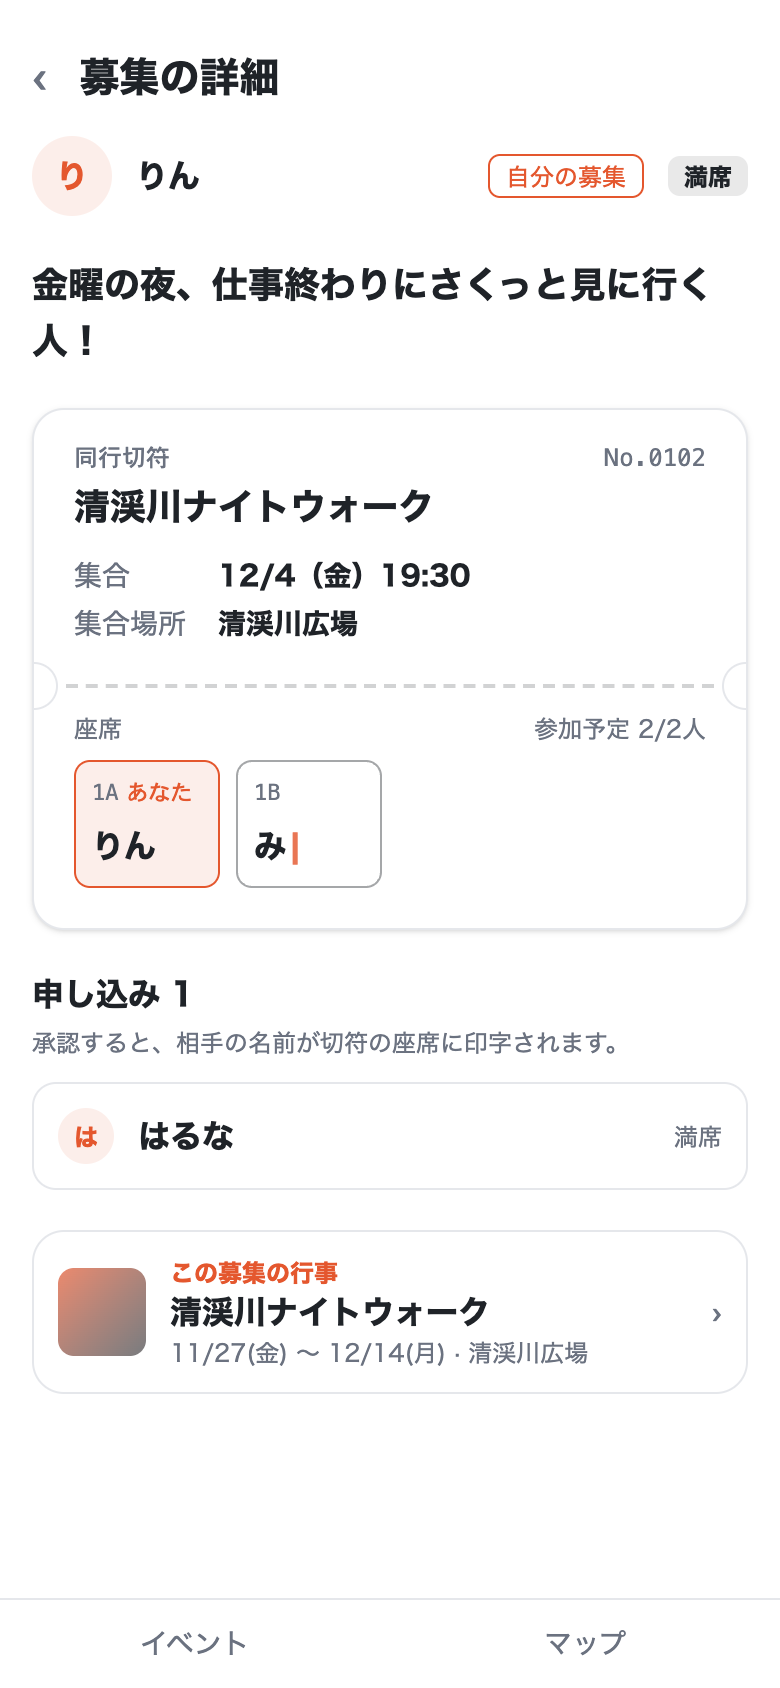 ‹ 募集の詳細
り りん 自分の募集 満席
金曜の夜、仕事終わりにさくっと見に行く
人！
同行切符 No.0102
清渓川ナイトウォーク
集合 12/4（金）19:30
集合場所 清渓川広場
座席 参加予定 2/2人
1A あなた 1B
りん み
申し込み 1
承認すると、相手の名前が切符の座席に印字されます。
は はるな 満席
この募集の行事
清渓川ナイトウォーク ›
11/27(金) 〜 12/14(月) · 清渓川広場
イベント マップ